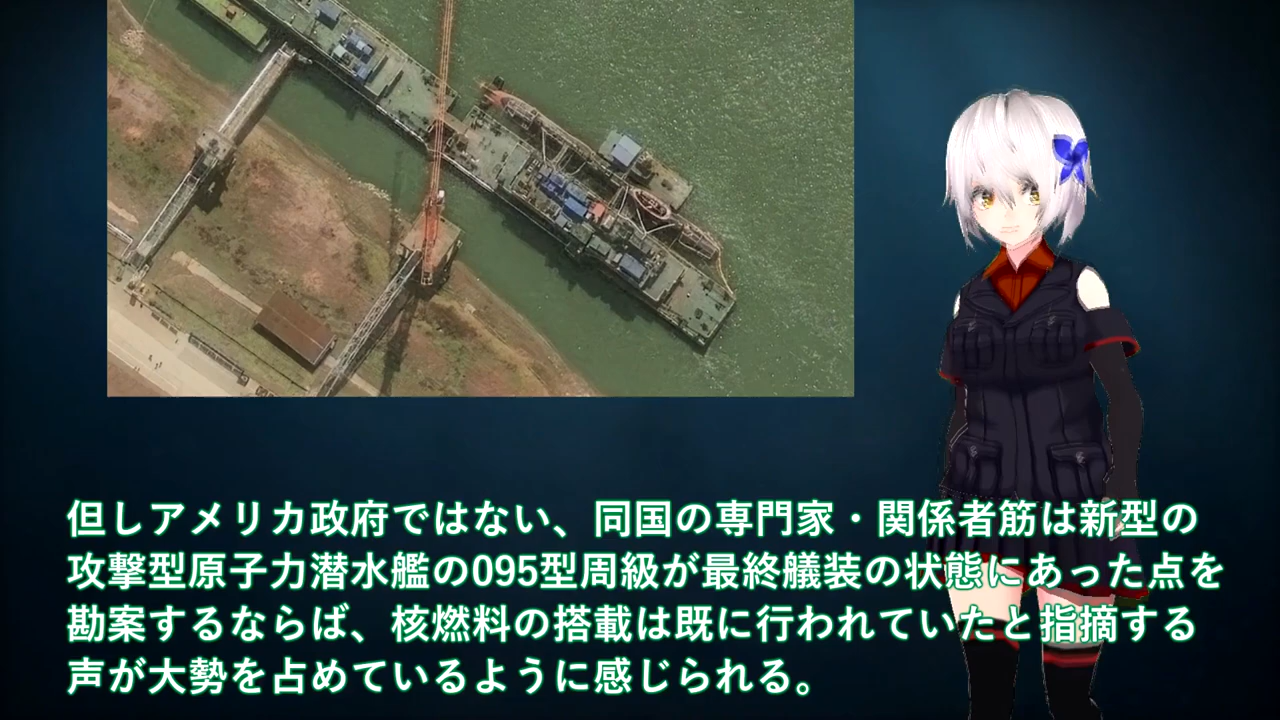 但しアメリカ政府ではない、同国の専門家・関係者筋は新型の
攻撃型原子力潜水艦の095型周級が最終艤装の状態にあった点を
勘案するならば、核燃料の搭載は既に行われていたと指摘する
声が大勢を占めているように感じられる。